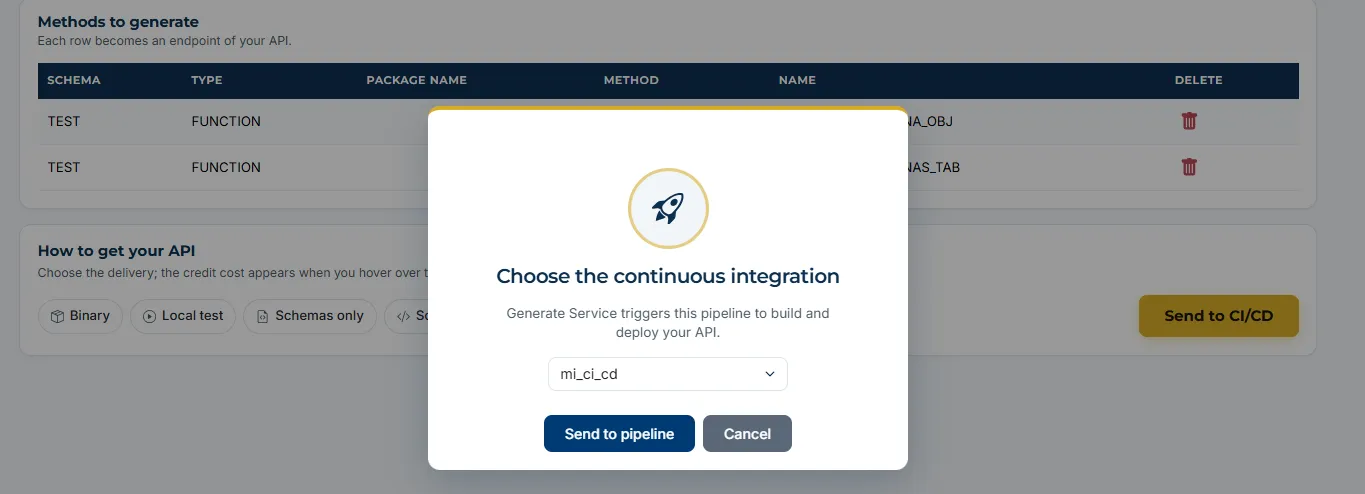 Methods to generate
Each row becomes an endpoint of your API.
SCHEMA TYPE PACKAGE NAME METHOD NAME DELETE
TEST FUNCTION NA_OBJ
TEST FUNCTION NAS_TAB
How to get your API
Choose the delivery; the credit cost appears when you hover over
Binary Local test Schemas only
Send to CI/CD
Choose the continuous integration
Generate Service triggers this pipeline to build and
deploy your API.
mi_ci_cd
Send to pipeline Cancel